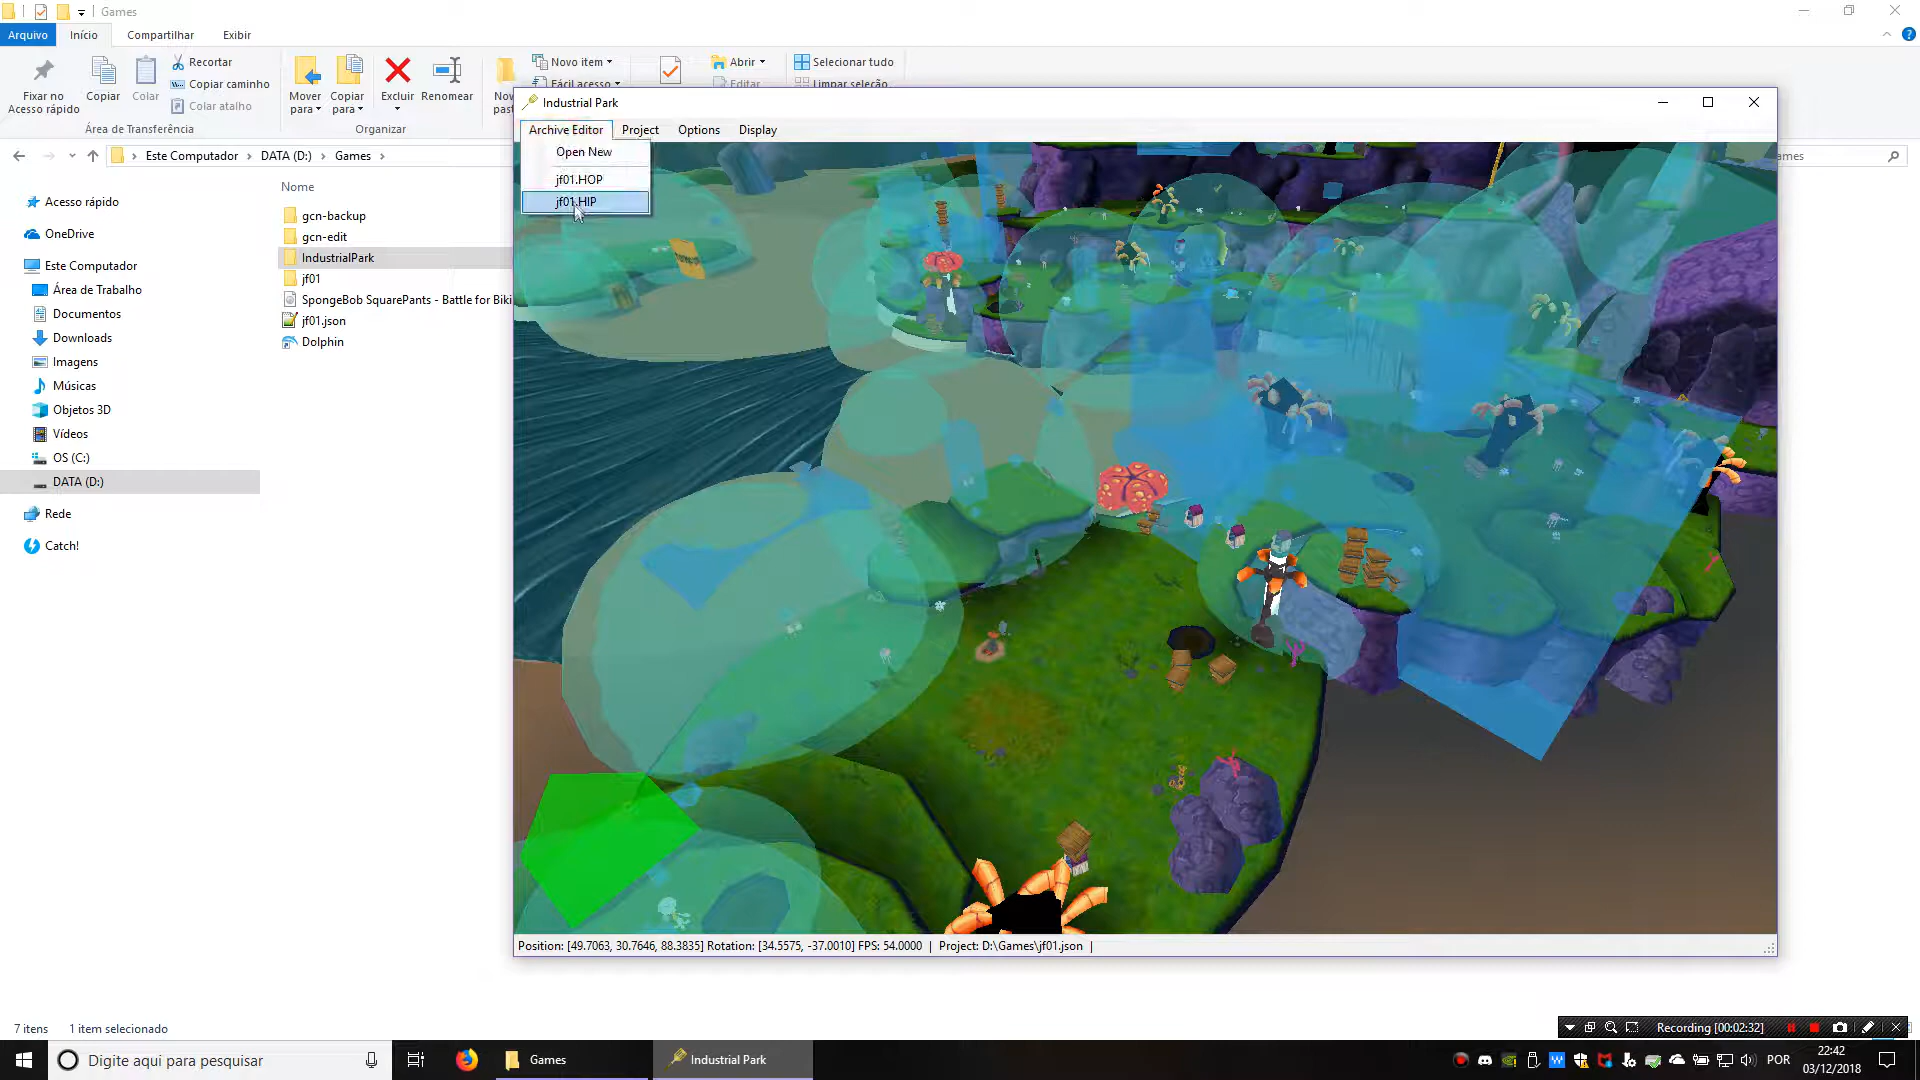 Games
Arquivo Início Compartilhar Exibir
Fixar no
Acesso rápido
Copiar
Colar
Recortar
Copiar caminho
Colar atalho
Área de Transferência
Mover
para
Copiar
para
Excluir
Renomear
Organizar
Novo item
Fácil acesso
Abrir
Editar
Selecionar tudo
Limpar seleção
Este Computador DATA (D:) Games
Nome
Acesso rápido
OneDrive
Este Computador
Área de Trabalho
Documentos
Downloads
Imagens
Músicas
Objetos 3D
Vídeos
OS (C:)
DATA (D:)
Rede
Catch!
gcn-backup
gcn-edit
IndustrialPark
jf01
SpongeBob SquarePants - Battle for Biki
jf01.json
Dolphin
Industrial Park
Archive Editor Project Options Display
Open New
jf01.HOP
jf01.HIP
Position: [49.7063, 30.7646, 88.3835] Rotation: [34.5575, -37.0010] FPS: 54.0000 | Project: D:\Games\jf01.json |
7 itens 1 item selecionado
Recording [00:02:32]
Digite aqui para pesquisar
Games
Industrial Park
POR
22:42
03/12/2018